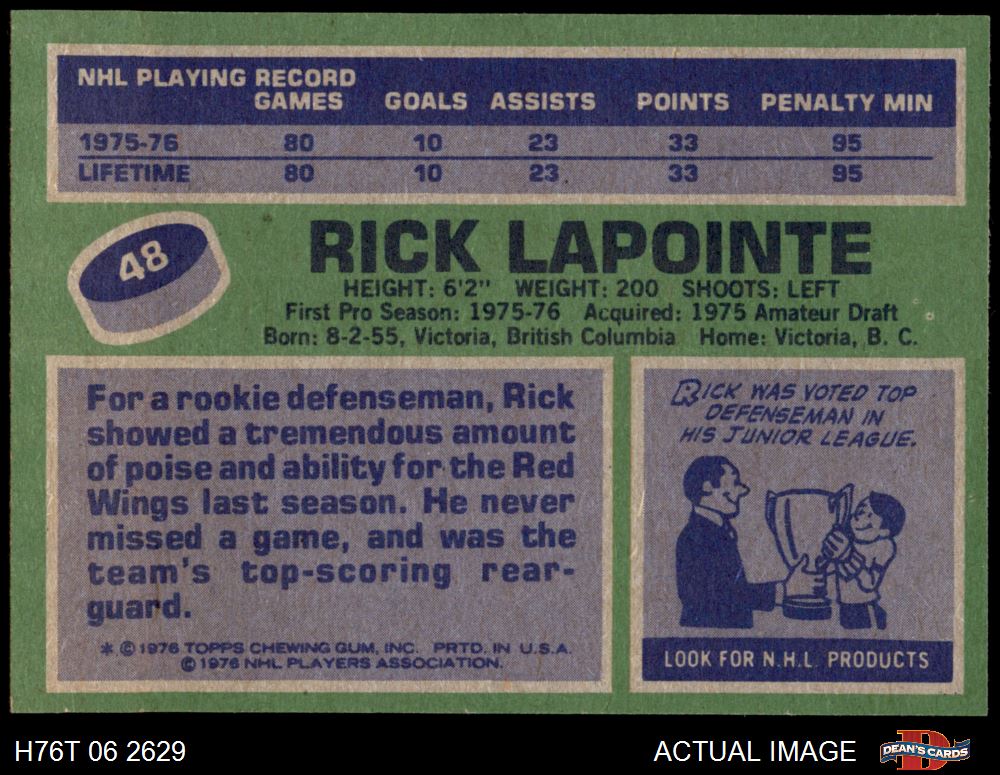 NHL PLAYING RECORD
GAMES GOALS ASSISTS POINTS PENALTY MIN
1975-76 80 10 23 33 95
LIFETIME 80 10 23 33 95
48
RICK LAPOINTE
HEIGHT: 6'2" WEIGHT: 200 SHOOTS: LEFT
First Pro Season: 1975-76 Acquired: 1975 Amateur Draft
Born: 8-2-55, Victoria, British Columbia Home: Victoria, B. C.
For a rookie defenseman, Rick
showed a tremendous amount
of poise and ability for the Red
Wings last season. He never
missed a game, and was the
team's top-scoring rear-
guard.
* © 1976 TOPPS CHEWING GUM, INC. PRTD. IN U.S.A.
© 1976 NHL PLAYERS ASSOCIATION.
RICK WAS VOTED TOP
DEFENSEMAN IN
HIS JUNIOR LEAGUE.
LOOK FOR N.H.L. PRODUCTS
H76T 06 2629
ACTUAL IMAGE
D
DEAN'S CARDS